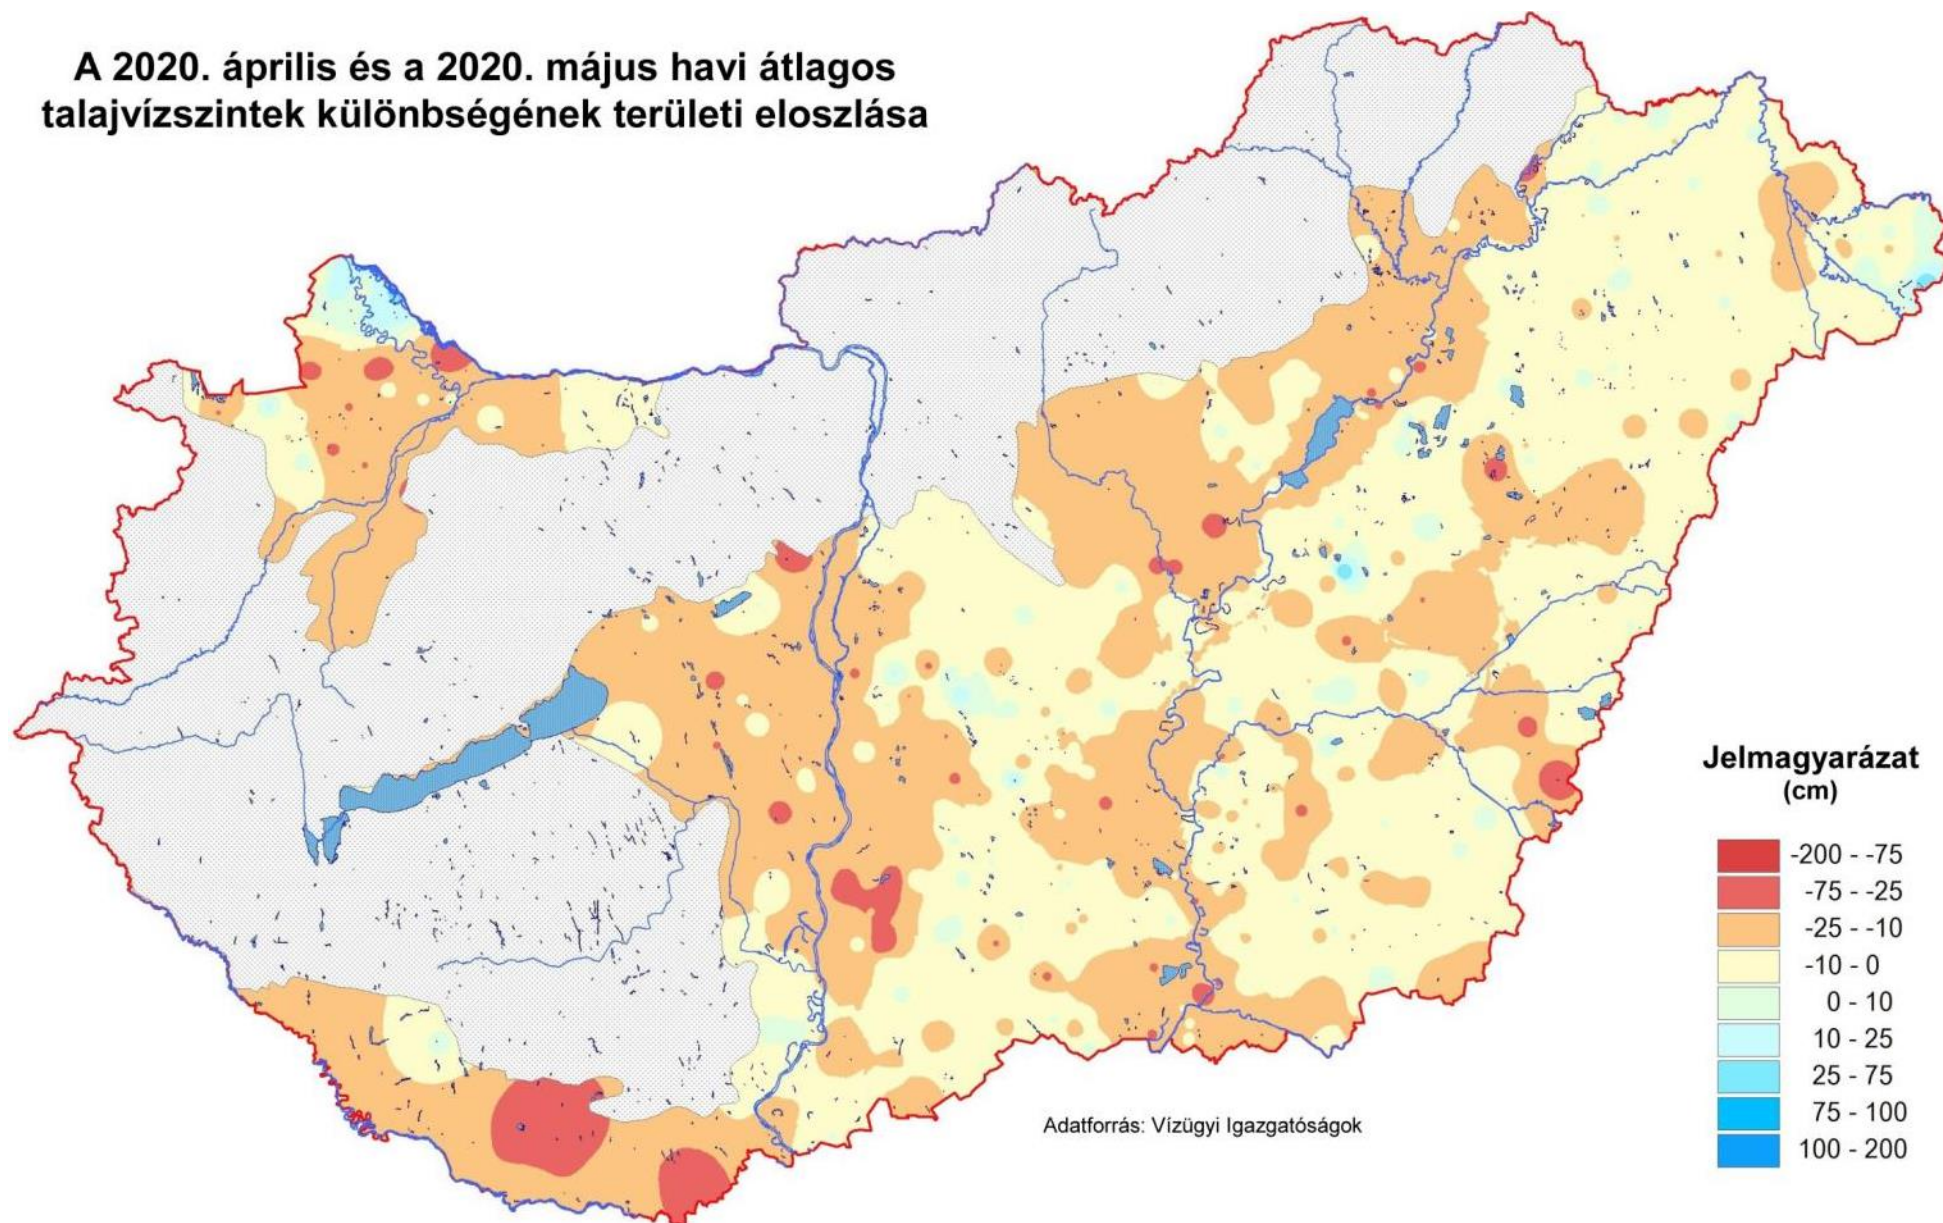 A 2020. április és a 2020. május havi átlagos
talajvízszintek különbségének területi eloszlása
Jelmagyarázat
(cm)
-200 - -75
-75 - -25
-25 - -10
-10 - 0
0 - 10
10 - 25
25 - 75
75 - 100
100 - 200
Adatforrás: Vízügyi Igazgatóságok